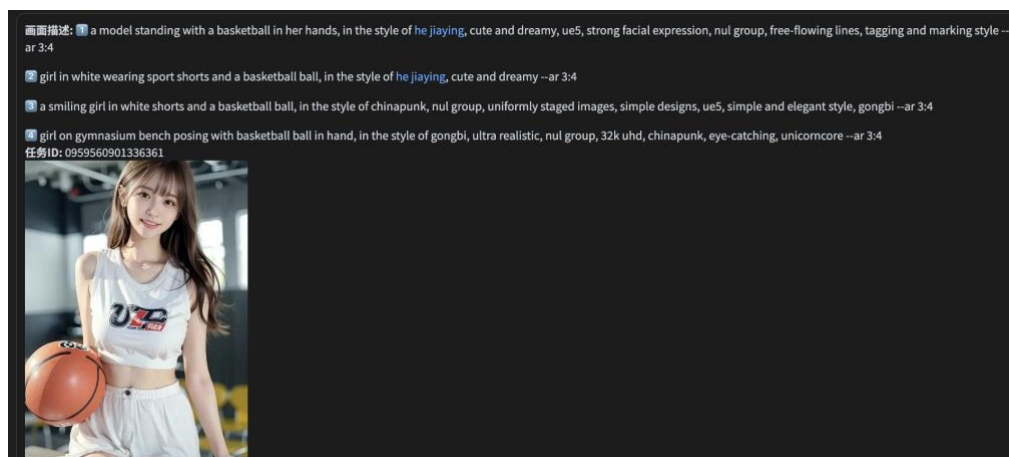 画面描述: 1️⃣ a model standing with a basketball in her hands, in the style of he jiaying, cute and dreamy, ue5, strong facial expression, nul group, free-flowing lines, tagging and marking style --
ar 3:4
2️⃣ girl in white wearing sport shorts and a basketball ball, in the style of he jiaying, cute and dreamy --ar 3:4
3️⃣ a smiling girl in white shorts and a basketball ball, in the style of chinapunk, nul group, uniformly staged images, simple designs, ue5, simple and elegant style, gongbi --ar 3:4
4️⃣ girl on gymnasium bench posing with basketball ball in hand, in the style of gongbi, ultra realistic, nul group, 32k uhd, chinapunk, eye-catching, unicorncore --ar 3:4
任务ID: 0959560901336361